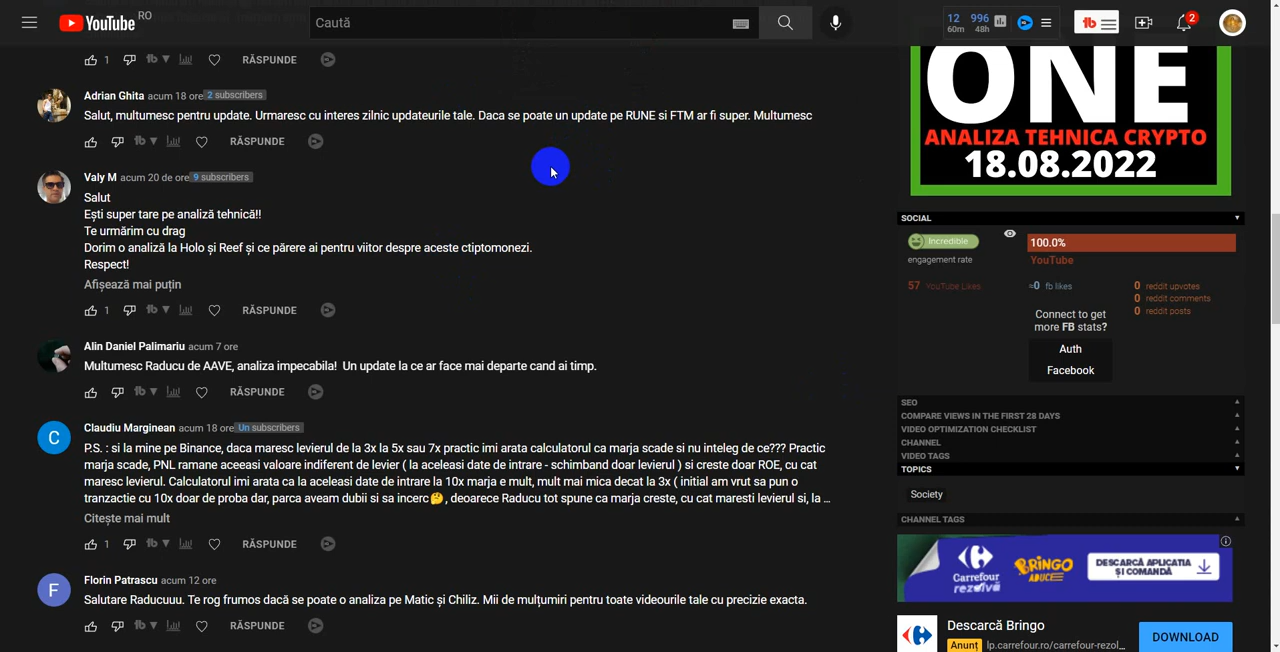 YouTube RO
Caută
12 996
60m 48h
tb
2
1 tb RĂSPUNDE
Adrian Ghita acum 18 ore 2 subscribers
Salut, multumesc pentru update. Urmaresc cu interes zilnic updateurile tale. Daca se poate un update pe RUNE si FTM ar fi super. Multumesc
tb RĂSPUNDE
Valy M acum 20 de ore 9 subscribers
Salut
Ești super tare pe analiză tehnică!!
Te urmărim cu drag
Dorim o analiză la Holo și Reef și ce părere ai pentru viitor despre aceste ctiptomonezi.
Respect!
Afișează mai puțin
1 tb RĂSPUNDE
Alin Daniel Palimariu acum 7 ore
Multumesc Raducu de AAVE, analiza impecabila! Un update la ce ar face mai departe cand ai timp.
tb RĂSPUNDE
C
Claudiu Marginean acum 18 ore Un subscribers
P.S. : si la mine pe Binance, daca maresc levierul de la 3x la 5x sau 7x practic imi arata calculatorul ca marja scade si nu inteleg de ce??? Practic
marja scade, PNL ramane aceeasi valoare indiferent de levier ( la aceleasi date de intrare - schimband doar levierul ) si creste doar ROE, cu cat
maresc levierul. Calculatorul imi arata ca la aceleasi date de intrare la 10x marja e mult, mult mai mica decat la 3x ( initial am vrut sa pun o
tranzactie cu 10x doar de proba dar, parca aveam dubii si sa incerc🤔, deoarece Raducu tot spune ca marja creste, cu cat maresti levierul si, la ...
Citește mai mult
1 tb RĂSPUNDE
F
Florin Patrascu acum 12 ore
Salutare Raducuuu. Te rog frumos dacă se poate o analiza pe Matic și Chiliz. Mii de mulțumiri pentru toate videourile tale cu precizie exacta.
tb RĂSPUNDE
ONE
ANALIZA TEHNICA CRYPTO
18.08.2022
SOCIAL
Incredible
engagement rate
100.0%
YouTube
57 YouTube Likes
≈0 fb likes
0 reddit upvotes
0 reddit comments
0 reddit posts
Connect to get
more FB stats?
Auth
Facebook
SEO
COMPARE VIEWS IN THE FIRST 28 DAYS
VIDEO OPTIMIZATION CHECKLIST
CHANNEL
VIDEO TAGS
TOPICS
Society
CHANNEL TAGS
Carrefour
rezolvă
BRINGO
ADUCE
DESCARCĂ APLICAȚIA
ȘI COMANDĂ
Descarcă Bringo
Anunț lp.carrefour.ro/carrefour-rezol...
DOWNLOAD